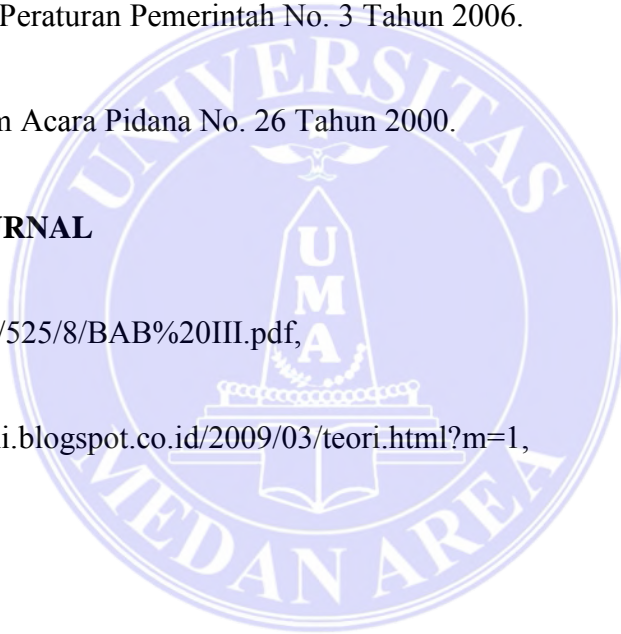 Peraturan Pemerintah No. 3 Tahun 2006.
Acara Pidana No. 26 Tahun 2000.
/525/8/BAB%20III.pdf,
i.blogspot.co.id/2009/03/teori.html?m=1,
UNIVERSITAS
UMA
MEDAN AREA